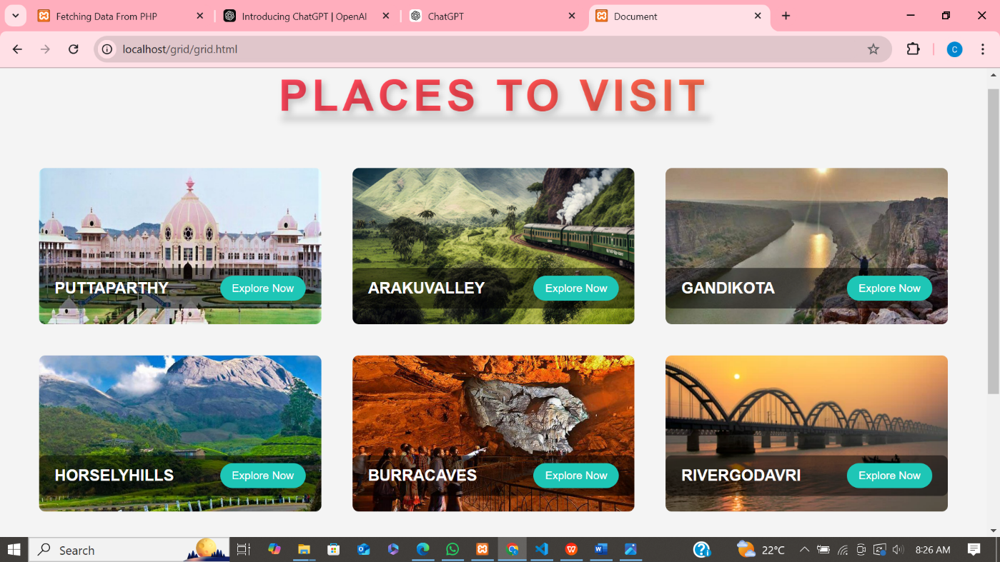 Fetching Data From PHP
Introducing ChatGPT | OpenAI
ChatGPT
Document
localhost/grid/grid.html
C
PLACES TO VISIT
PUTTAPARTHY
Explore Now
ARAKUVALLEY
Explore Now
GANDIKOTA
Explore Now
HORSELYHILLS
Explore Now
BURRACAVES
Explore Now
RIVERGODAVRI
Explore Now
Search
22°C
8:26 AM